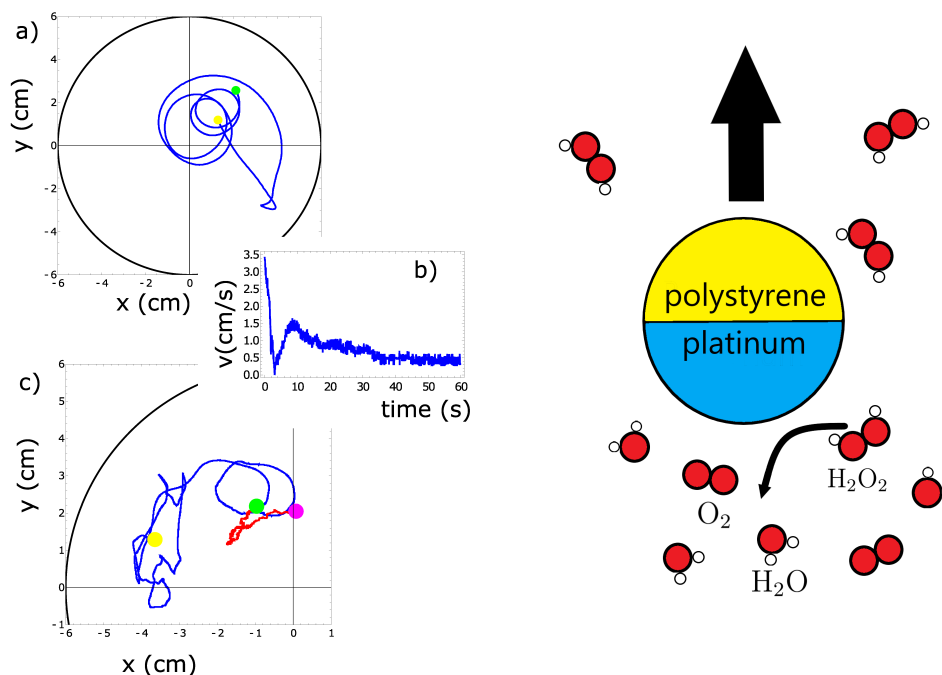 a)
6
4
2
0
-2
-4
-6
y (cm)
-6 -4 -2 0 2 4 6
x (cm)
b)
3.5
3.0
2.5
2.0
1.5
1.0
0.5
0.0
v(cm/s)
0 10 20 30 40 50 60
time (s)
c)
5
4
3
2
1
0
-1
y (cm)
-6 -5 -4 -3 -2 -1 0 1
x (cm)
polystyrene
platinum
H₂O₂
O₂
H₂O